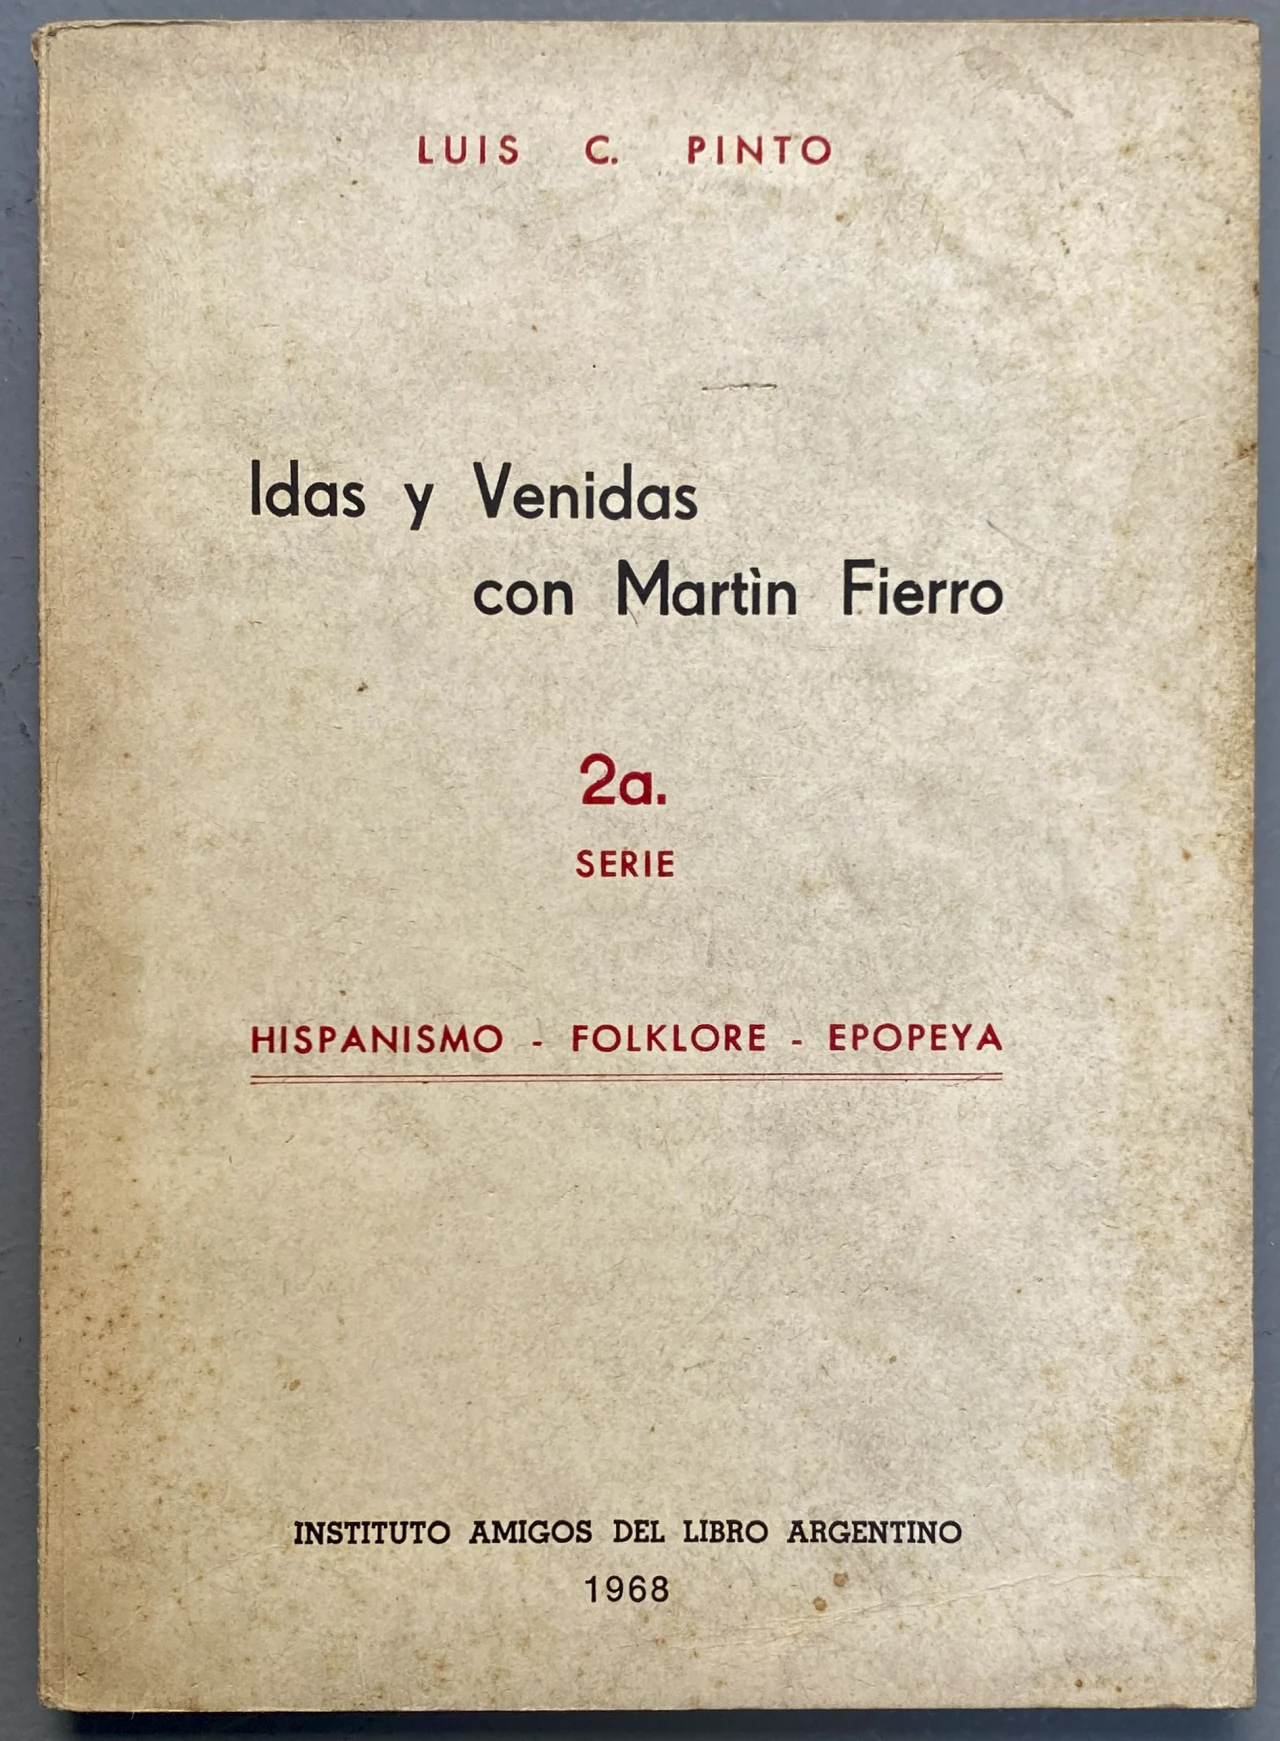 LUIS C. PINTO
Idas y Venidas
con Martìn Fierro
2a.
SERIE
HISPANISMO - FOLKLORE - EPOPEYA
INSTITUTO AMIGOS DEL LIBRO ARGENTINO
1968